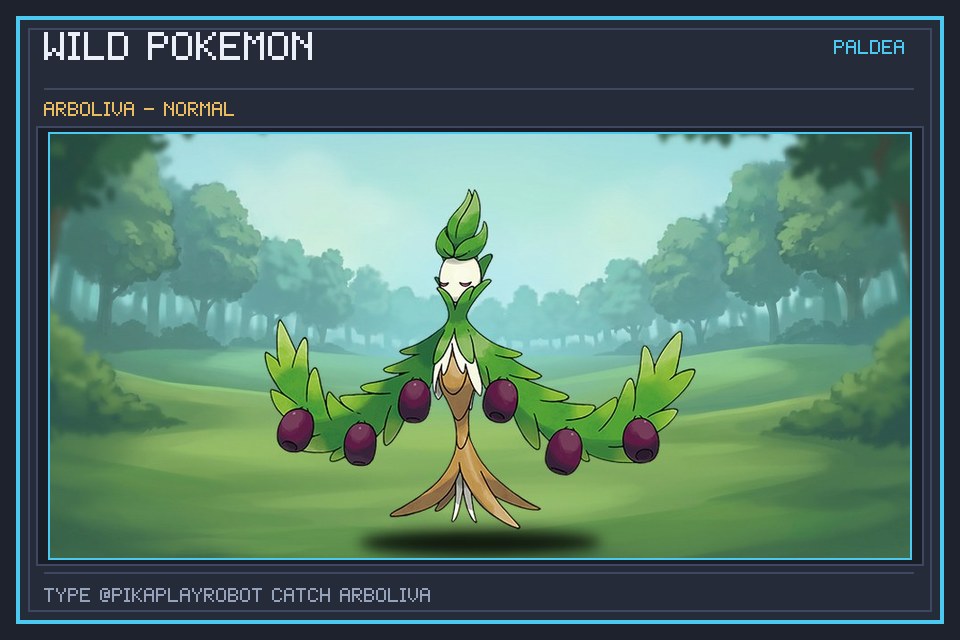 WILD POKEMON
PALDEA
ARBOLIVA - NORMAL
TYPE @PIKAPLAYROBOT CATCH ARBOLIVA